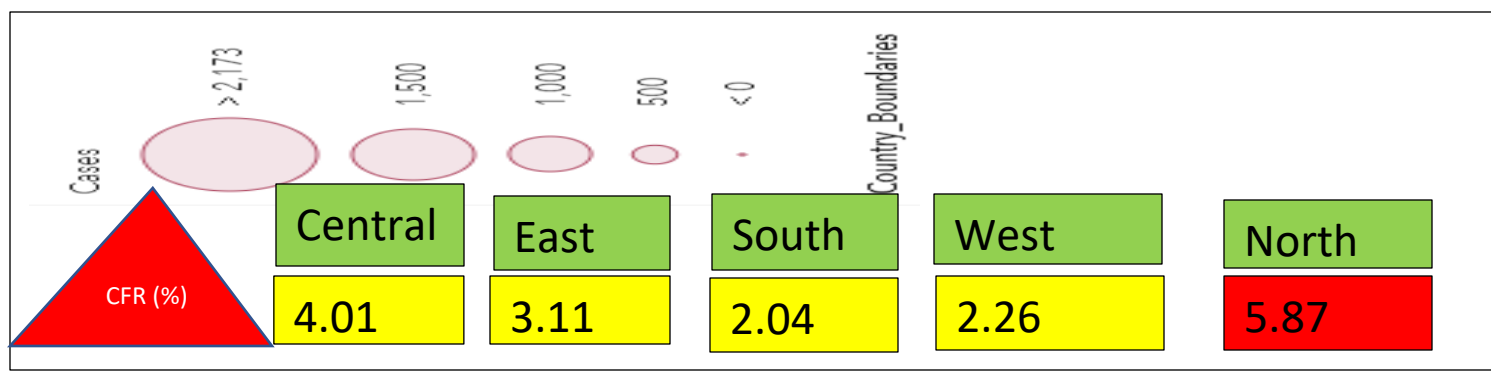 Cases
> 2,173
1,500
1,000
500
< 0
Country_Boundaries
CFR (%)
Central
East
South
West
North
4.01
3.11
2.04
2.26
5.87